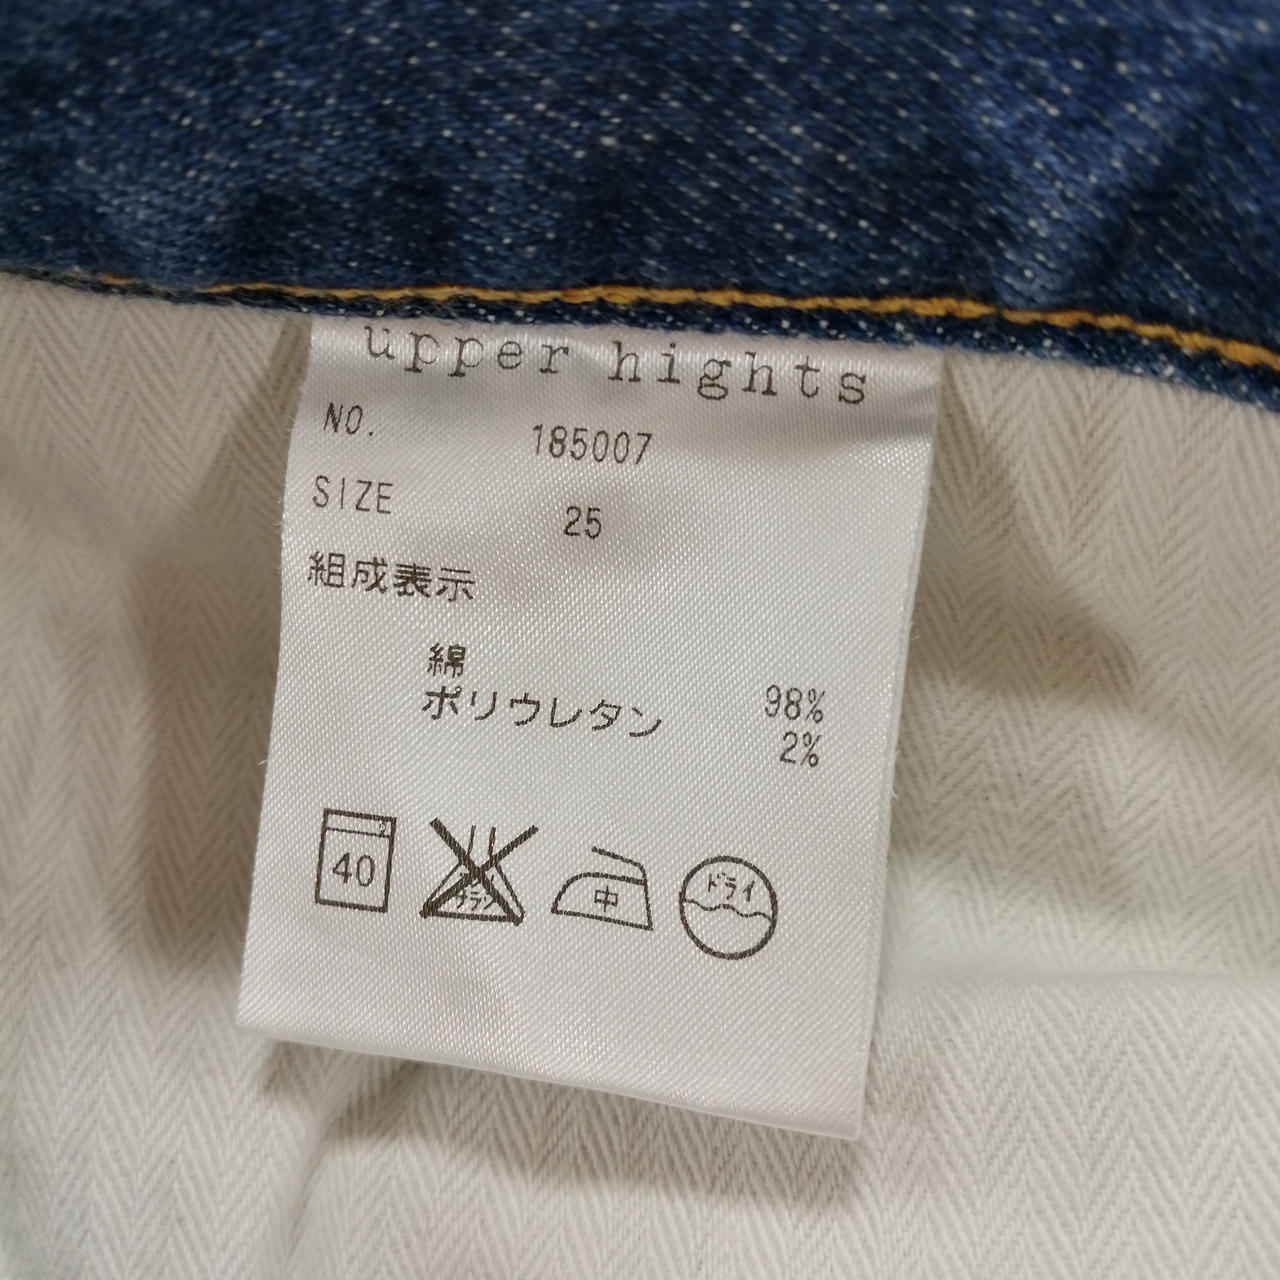 upper hights
NO. 185007
SIZE 25
組成表示
綿 98%
ポリウレタン 2%
2
40
中
ドライ